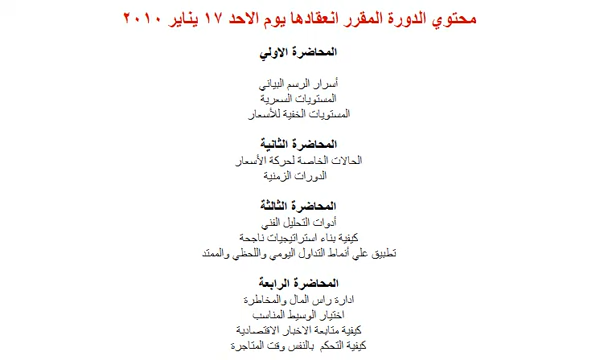 محتوي الدورة المقرر انعقادها يوم الاحد ١٧ يناير ٢٠١٠
المحاضرة الاولي
أسرار الرسم البياني
المستويات السعرية
المستويات الخفية للأسعار
المحاضرة الثانية
الحالات الخاصة لحركة الأسعار
الدورات الزمنية
المحاضرة الثالثة
أدوات التحليل الفني
كيفية بناء استراتيجيات ناجحة
تطبيق علي أنماط التداول اليومي واللحظي والممتد
المحاضرة الرابعة
ادارة راس المال والمخاطرة
اختيار الوسيط المناسب
كيفية متابعة الاخبار الاقتصادية
كيفية التحكم بالنفس وقت المتاجرة